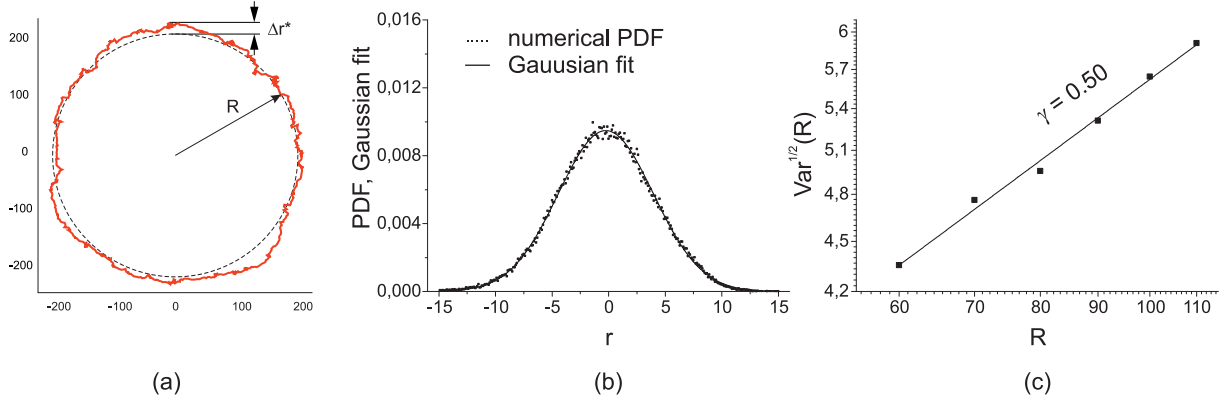 200
100
0
-100
-200
-200
-100
0
100
200
Δr*
R
(a)
0,016
0,012
0,008
0,004
0,000
PDF, Gaussian fit
numerical PDF
Gauusian fit
-15
-10
-5
0
5
10
15
r
(b)
6
5,7
5,4
5,1
4,8
4,5
4,2
Var^1/2(R)
γ = 0.50
60
70
80
90
100
110
R
(c)